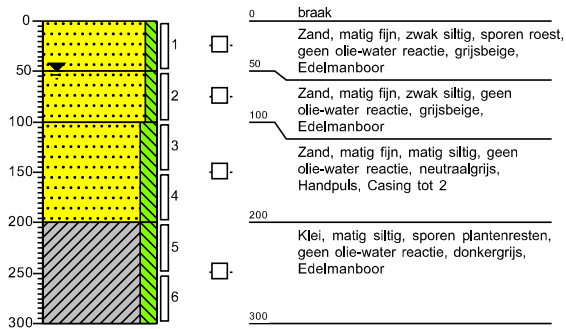 0
50
100
150
200
250
300
1
2
3
4
5
6
0 braak
Zand, matig fijn, zwak siltig, sporen roest,
geen olie-water reactie, grijsbeige,
Edelmanboor
50
Zand, matig fijn, zwak siltig, geen
olie-water reactie, grijsbeige,
Edelmanboor
100
Zand, matig fijn, matig siltig, geen
olie-water reactie, neutraalgrijs,
Handpuls, Casing tot 2
200
Klei, matig siltig, sporen plantenresten,
geen olie-water reactie, donkergrijs,
Edelmanboor
300